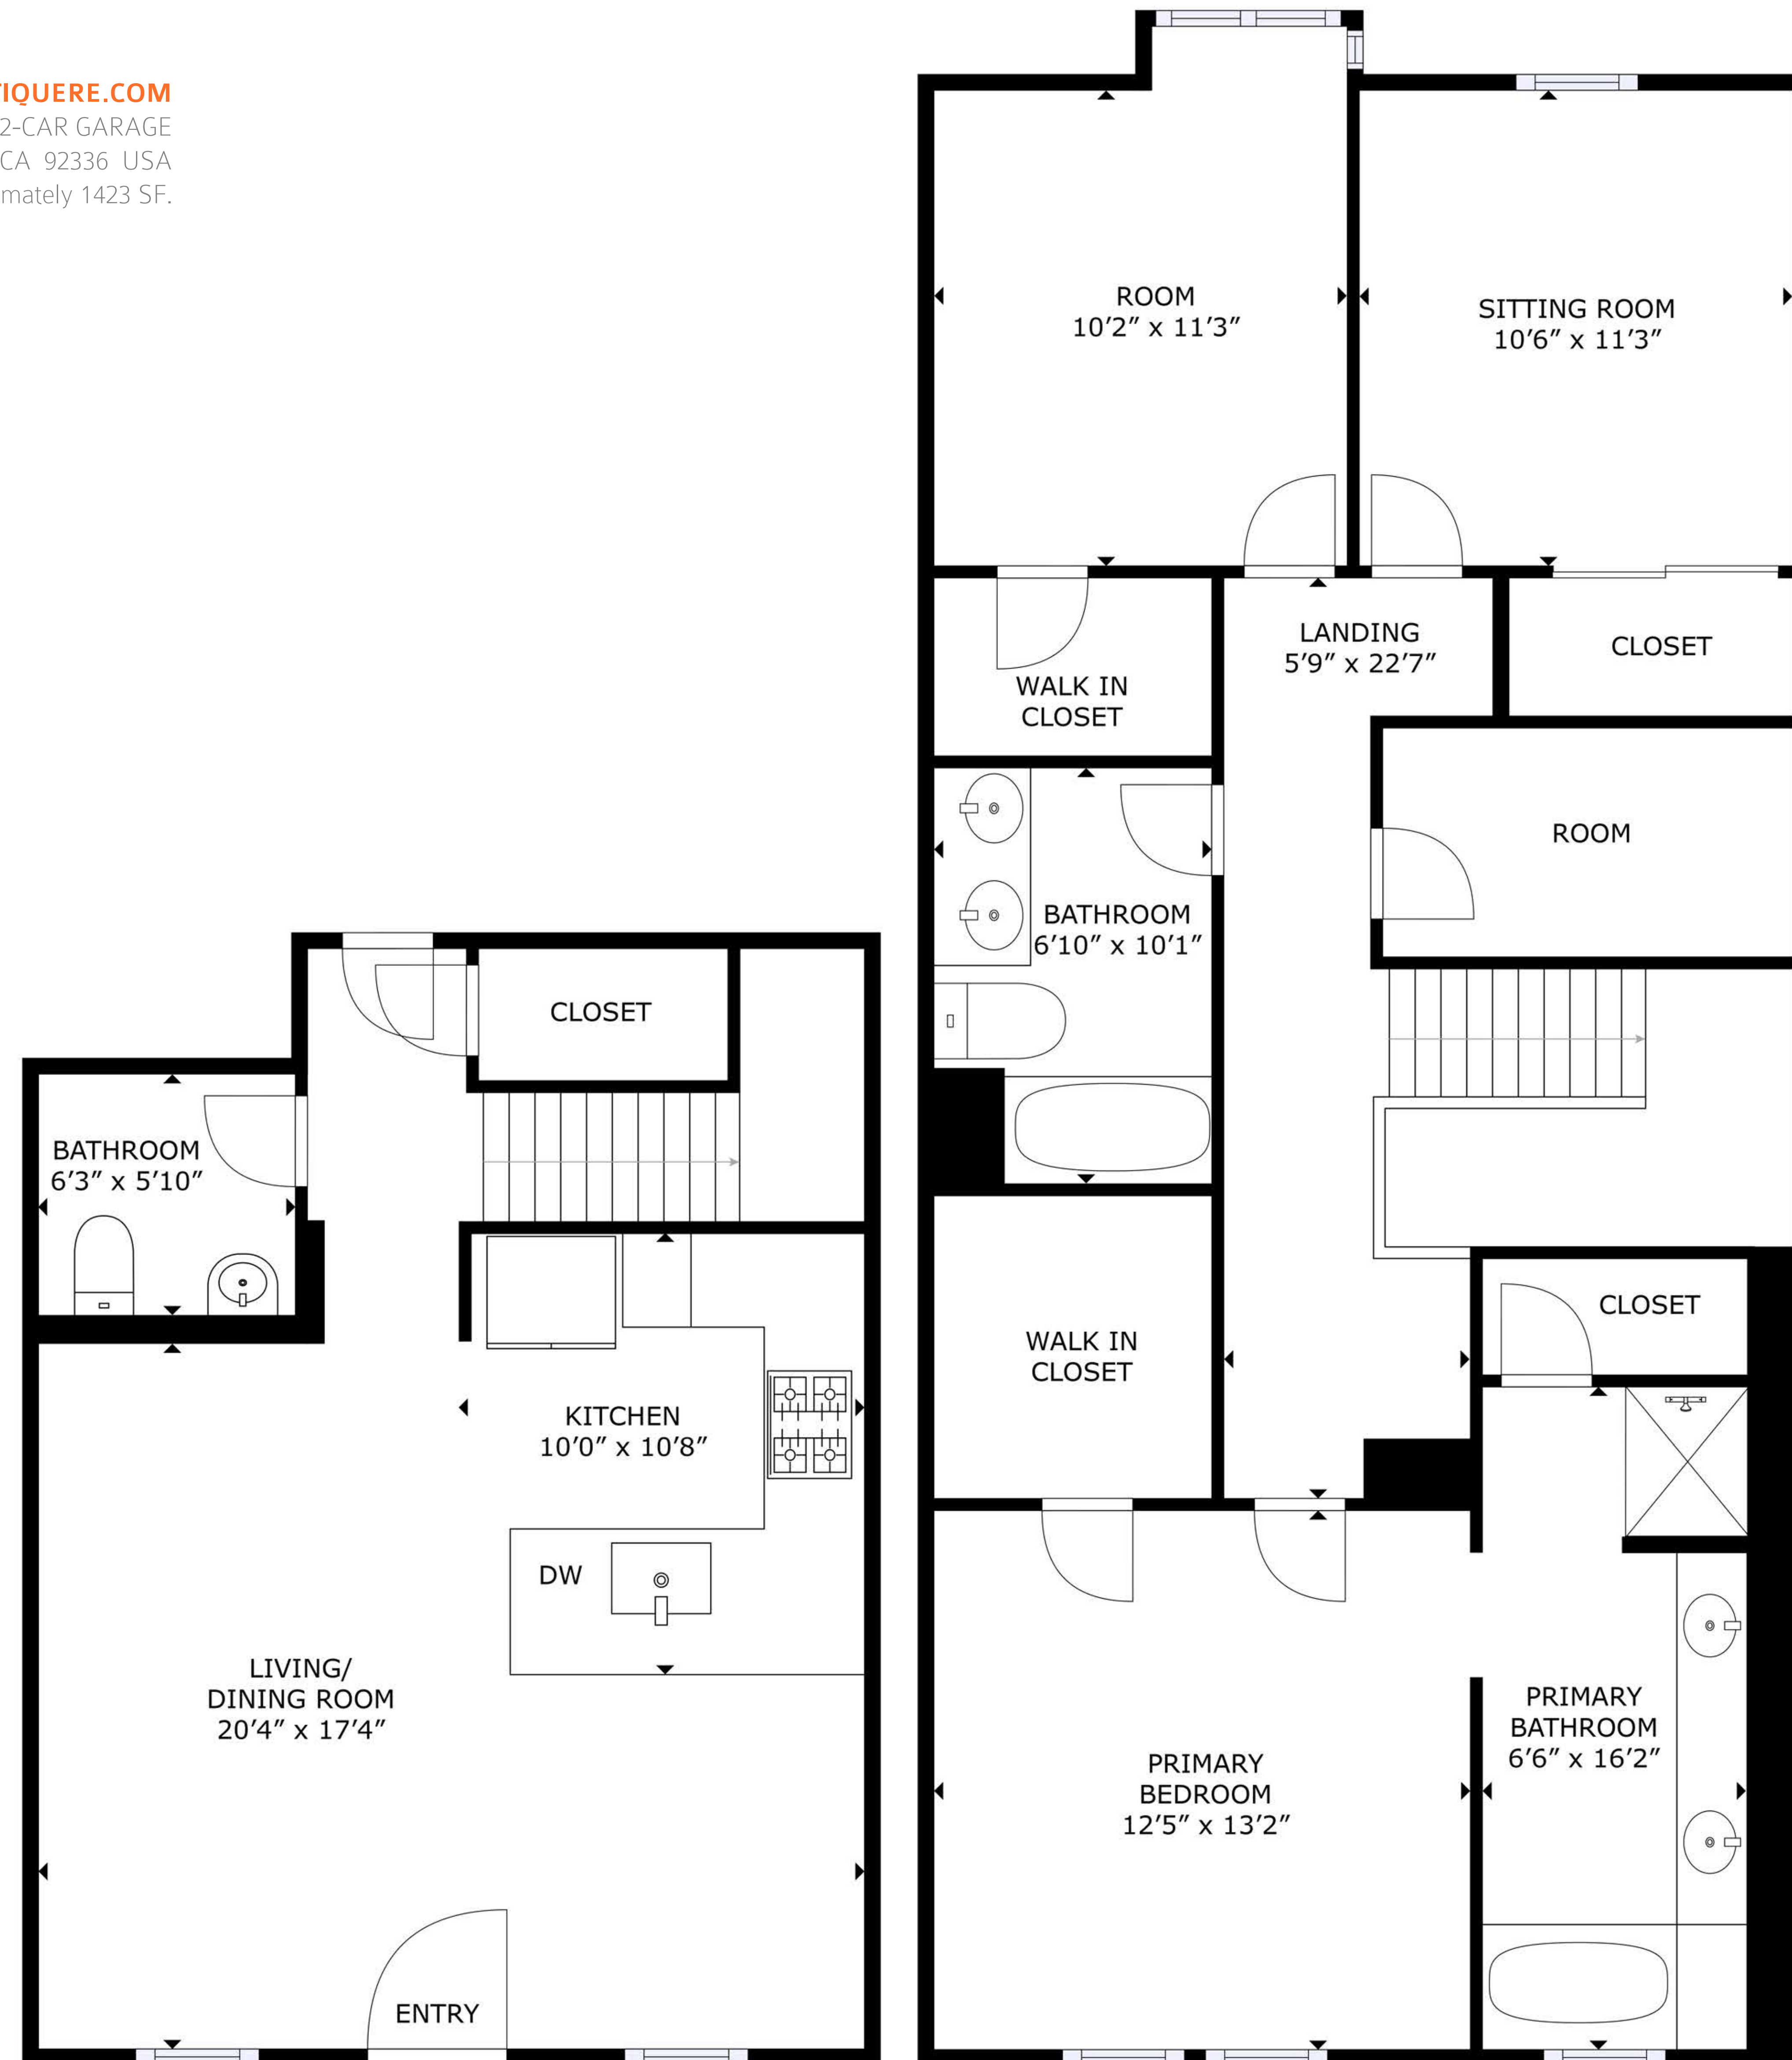 2-CAR GARAGE
CA 92336 USA
1423 SF.
ROOM
10'2" x 11'3"
SITTING ROOM
10'6" x 11'3"
LANDING
5'9" x 22'7"
CLOSET
WALK IN
CLOSET
ROOM
BATHROOM
6'10" x 10'1"
CLOSET
BATHROOM
6'3" x 5'10"
CLOSET
WALK IN
CLOSET
KITCHEN
10'0" x 10'8"
DW
LIVING/
DINING ROOM
20'4" x 17'4"
PRIMARY
BATHROOM
6'6" x 16'2"
PRIMARY
BEDROOM
12'5" x 13'2"
ENTRY